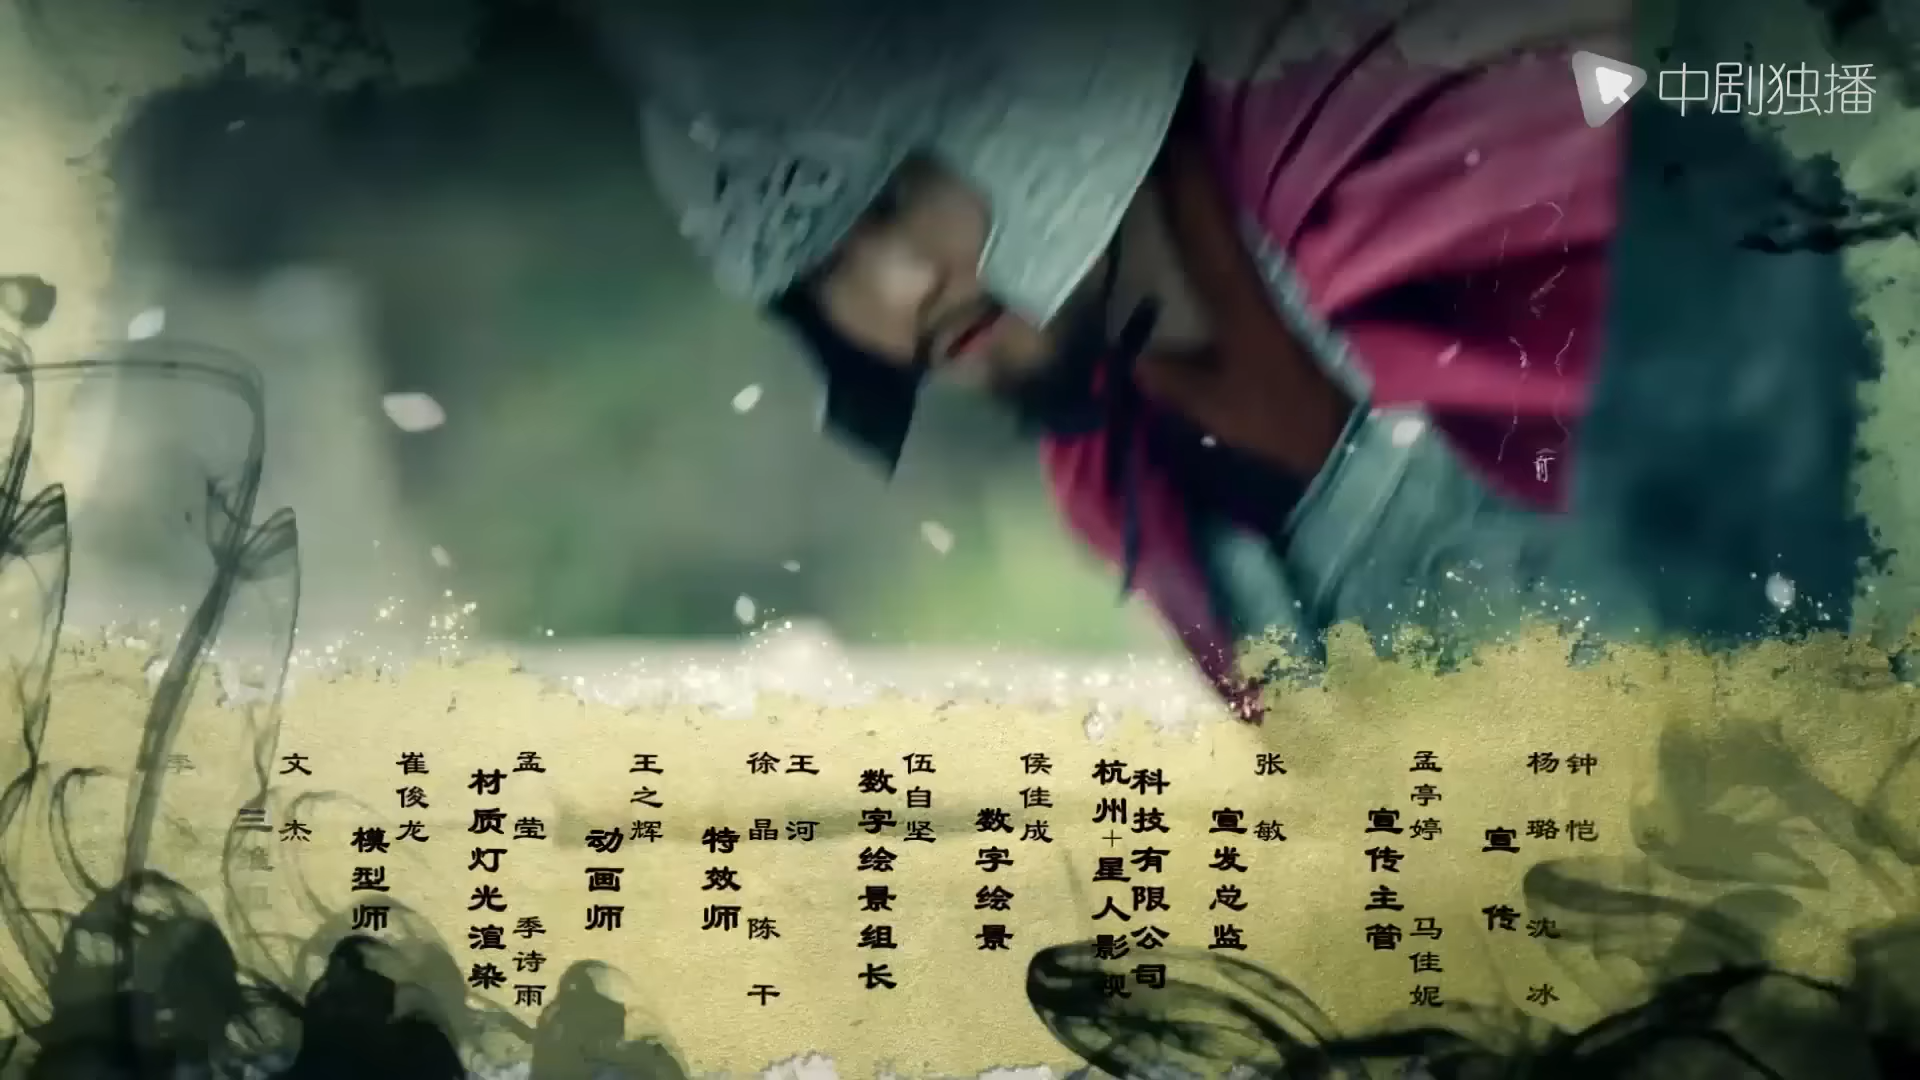 中剧独播
钟恺
杨璐
沈冰
宣传
孟亭婷
马佳妮
宣传主管
张敏
宣发总监
科技有限公司
杭州十星人影视
侯佳成
数字绘景
伍自坚
数字绘景组长
王河
徐晶
陈干
特效师
王之辉
动画师
孟莹
季诗雨
材质灯光渲染
崔俊龙
模型师
文杰